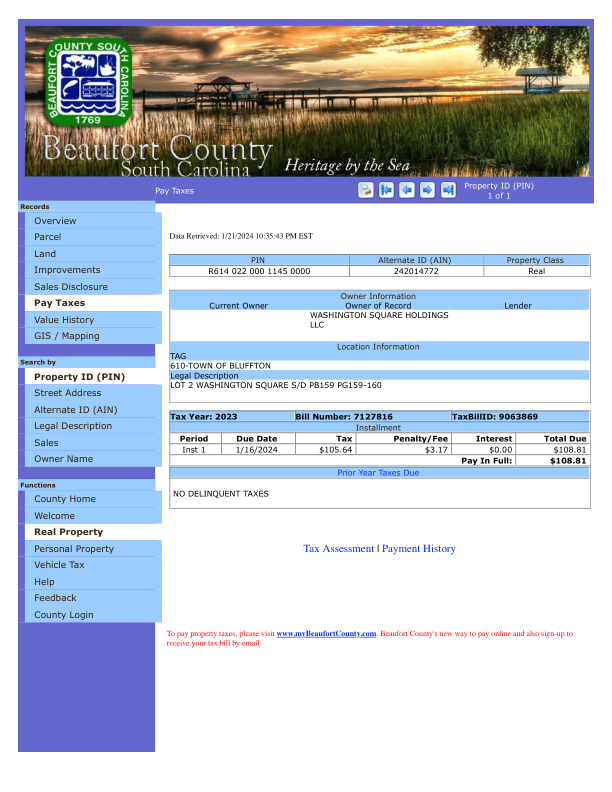 BEAUFORT COUNTY SOUTH CAROLINA
1769
Beaufort County
South Carolina
Heritage by the Sea
Pay Taxes
Property ID (PIN)
1 of 1
Records
Overview
Parcel
Land
Improvements
Sales Disclosure
Pay Taxes
Value History
GIS / Mapping
Search by
Property ID (PIN)
Street Address
Alternate ID (AIN)
Legal Description
Sales
Owner Name
Functions
County Home
Welcome
Real Property
Personal Property
Vehicle Tax
Help
Feedback
County Login
Data Retrieved: 1/21/2024 10:35:43 PM EST
PIN Alternate ID (AIN) Property Class
R614 022 000 1145 0000 242014772 Real
Owner Information
Current Owner Owner of Record Lender
WASHINGTON SQUARE HOLDINGS
LLC
Location Information
TAG
610-TOWN OF BLUFFTON
Legal Description
LOT 2 WASHINGTON SQUARE S/D PB159 PG159-160
Tax Year: 2023 Bill Number: 7127816 TaxBillID: 9063869
Installment
Period Due Date Tax Penalty/Fee Interest Total Due
Inst 1 1/16/2024 $105.64 $3.17 $0.00 $108.81
Pay In Full: $108.81
Prior Year Taxes Due
NO DELINQUENT TAXES
Tax Assessment | Payment History
To pay property taxes, please visit www.myBeaufortCounty.com. Beaufort County's new way to pay online and also sign-up to
receive your tax bill by email.